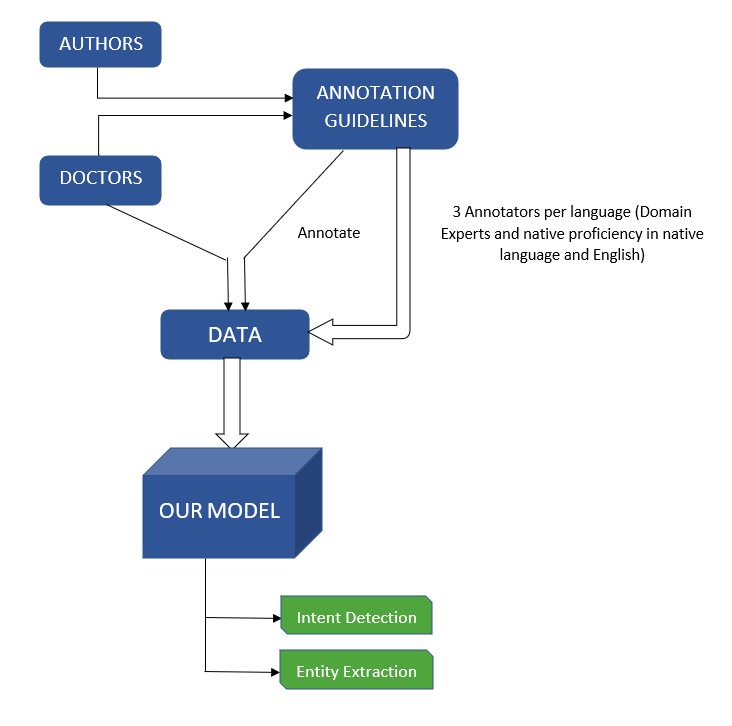 AUTHORS
ANNOTATION
GUIDELINES
DOCTORS
Annotate
3 Annotators per language (Domain
Experts and native proficiency in native
language and English)
DATA
OUR MODEL
Intent Detection
Entity Extraction